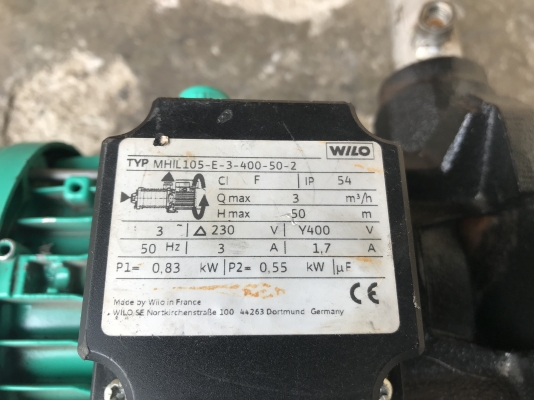 WILO
TYP MHIL105-E-3-400-50-2
Cl F IP 54
Q max 3 m³/h
H max 50 m
3 ~ △ 230 V Y400 V
50 Hz 3 A 1,7 A
P1= 0,83 kW P2= 0,55 kW µF
Made by Wilo in France
WILO SE Nortkirchenstraße 100 44263 Dortmund Germany
CE